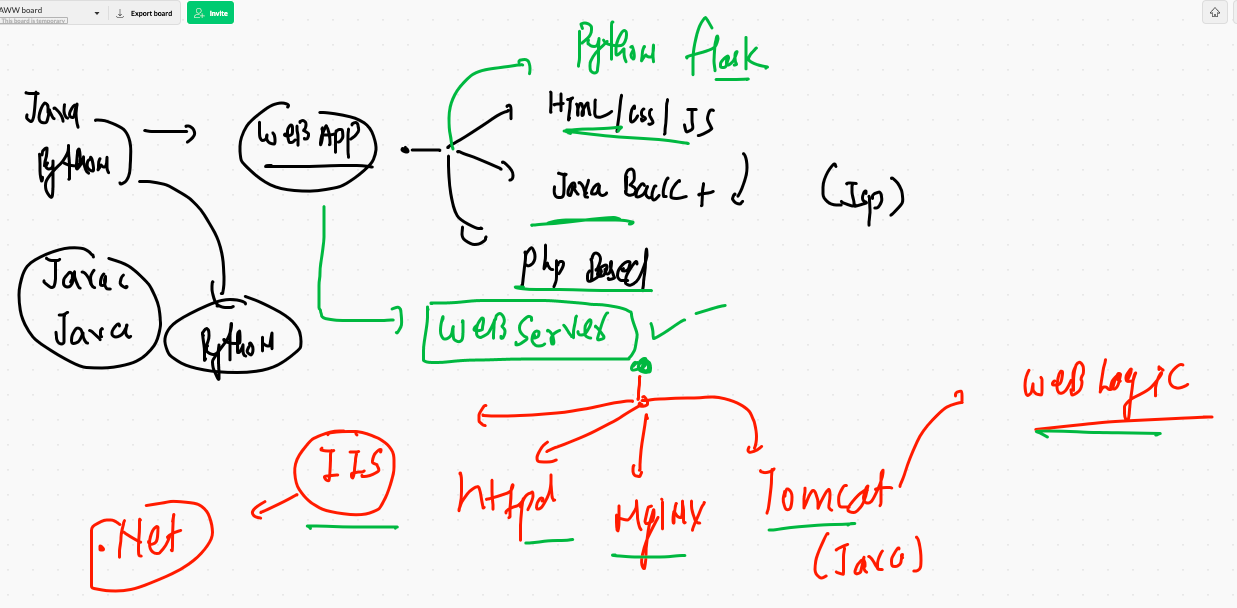 AWW board
This board is temporary
Export board
Invite
Python flask
HTML/css/JS
Java
Python
WEB APP
Java Back +
(Jsp)
Php Based
Javac
Java
Python
WEB Server
WEB Logic
IIS
httpd
Nginx
Tomcat
.Net
(Java)